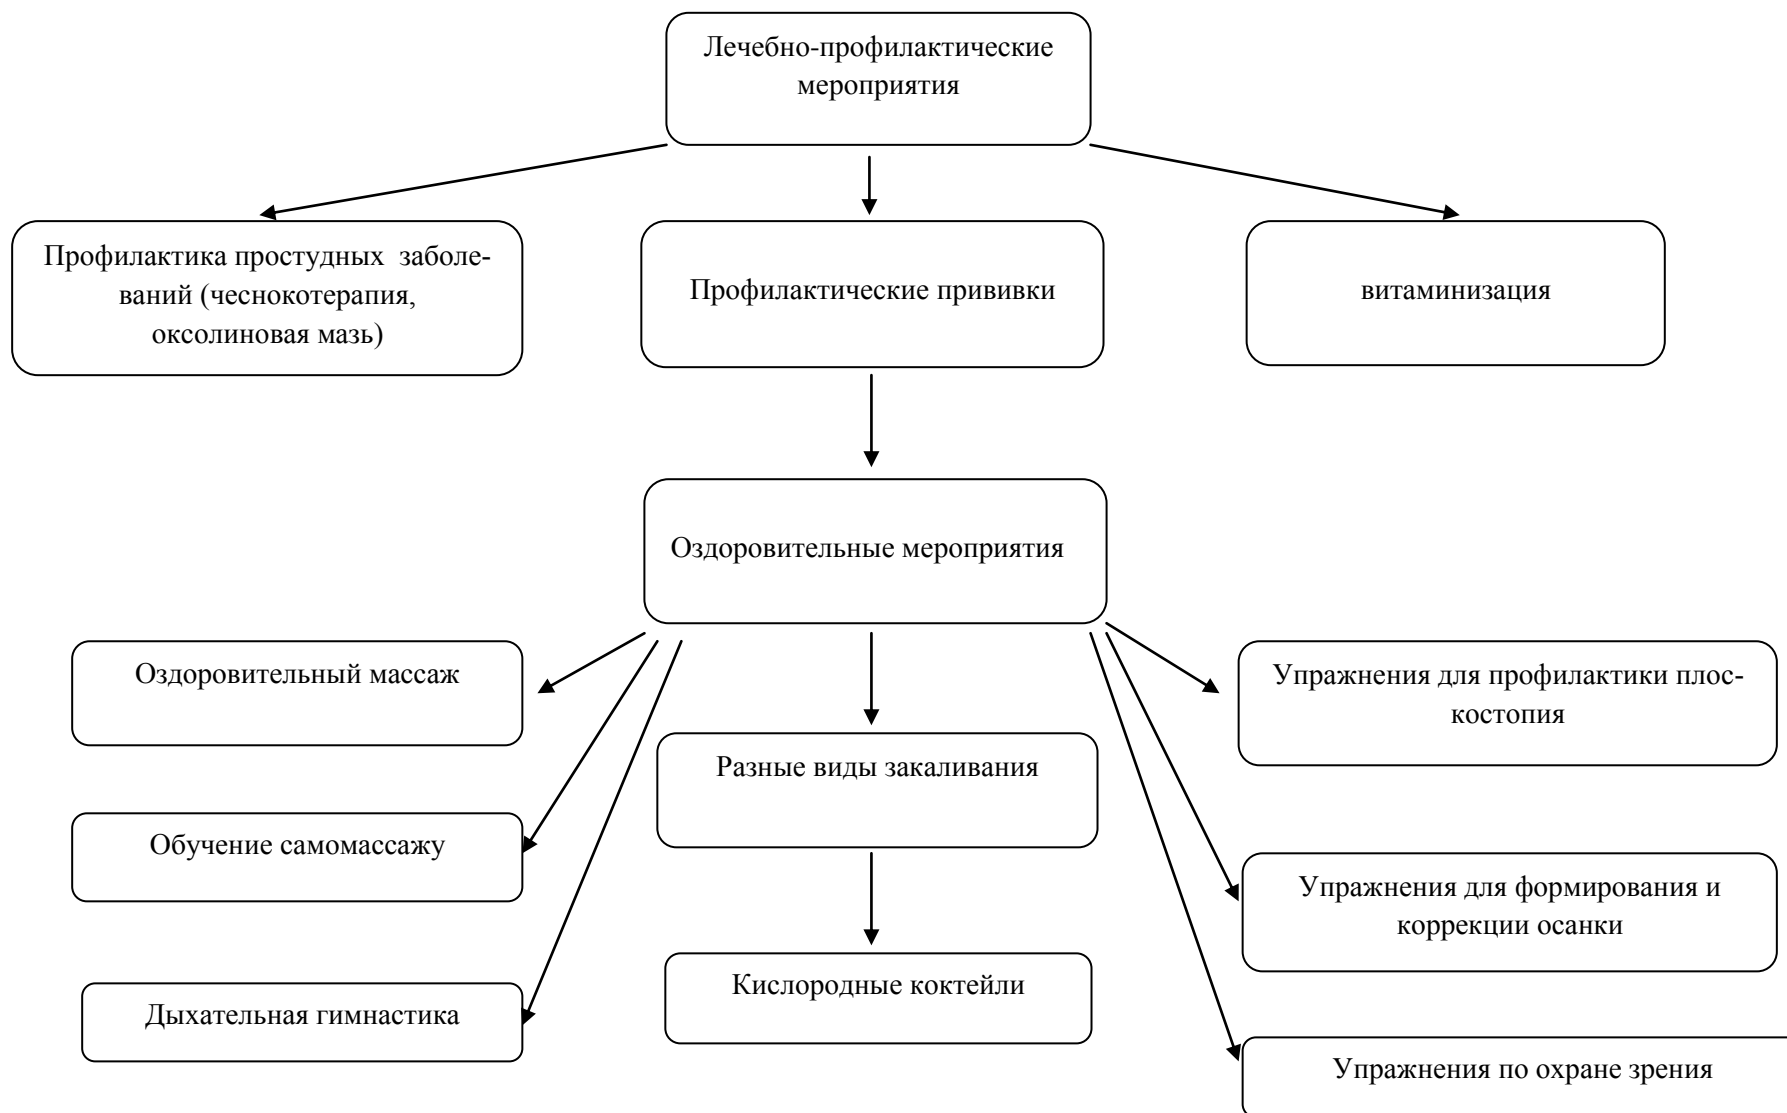 Лечебно-профилактические
мероприятия
Профилактика простудных  заболе-
ваний (чеснокотерапия,
оксолиновая мазь)
Профилактические прививки
витаминизация
Оздоровительные мероприятия
Оздоровительный массаж
Упражнения для профилактики плос-
костопия
Разные виды закаливания
Обучение самомассажу
Упражнения для формирования и
коррекции осанки
Кислородные коктейли
Дыхательная гимнастика
Упражнения по охране зрения